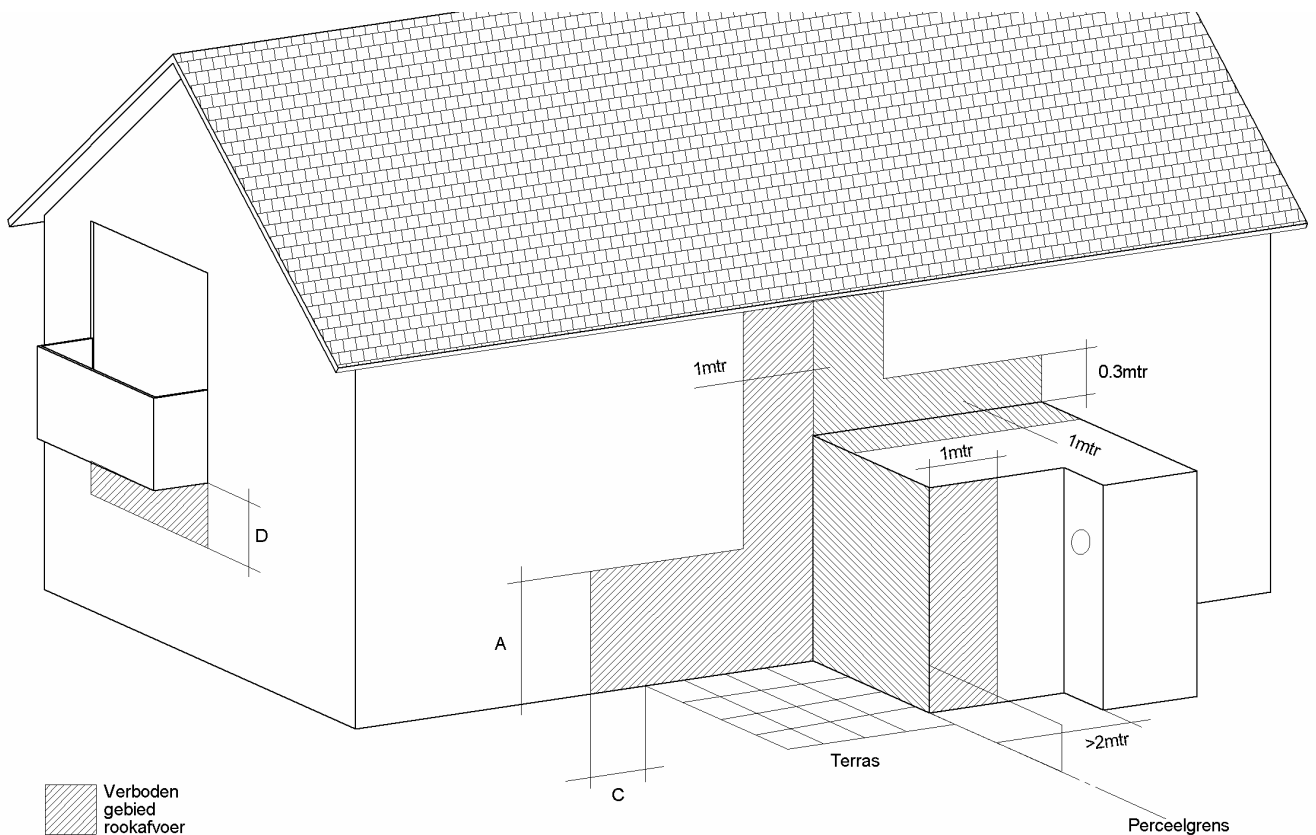 1mtr
0.3mtr
1mtr
1mtr
D
A
>2mtr
Terras
C
Verboden
gebied
rookafvoer
Perceelgrens